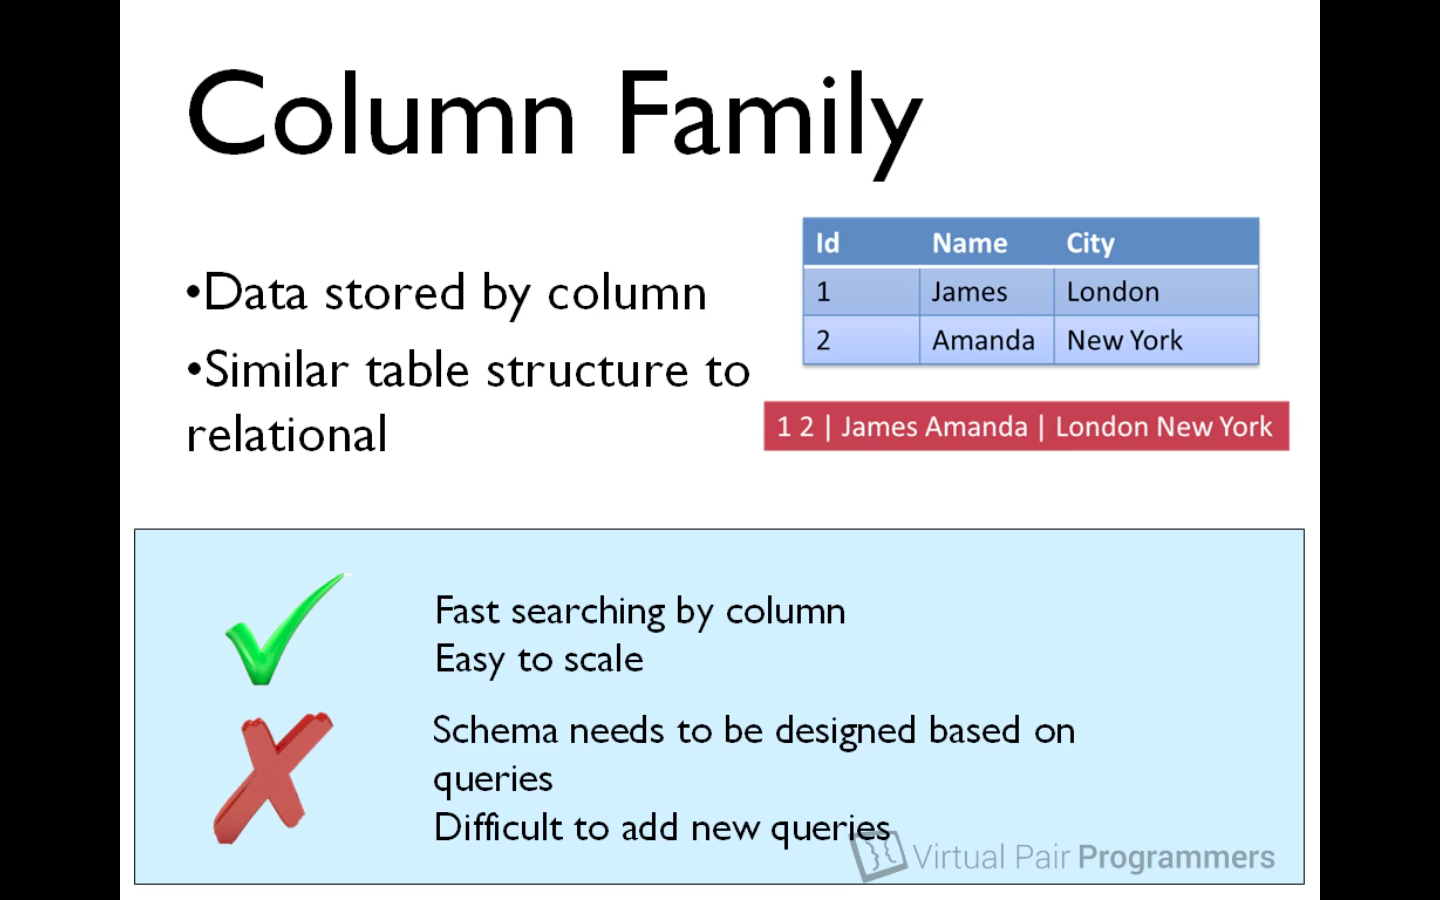 Column Family
•Data stored by column
•Similar table structure to
relational
Id Name City
1 James London
2 Amanda New York
1 2 | James Amanda | London New York
Fast searching by column
Easy to scale
Schema needs to be designed based on
queries
Difficult to add new queries
Virtual Pair Programmers